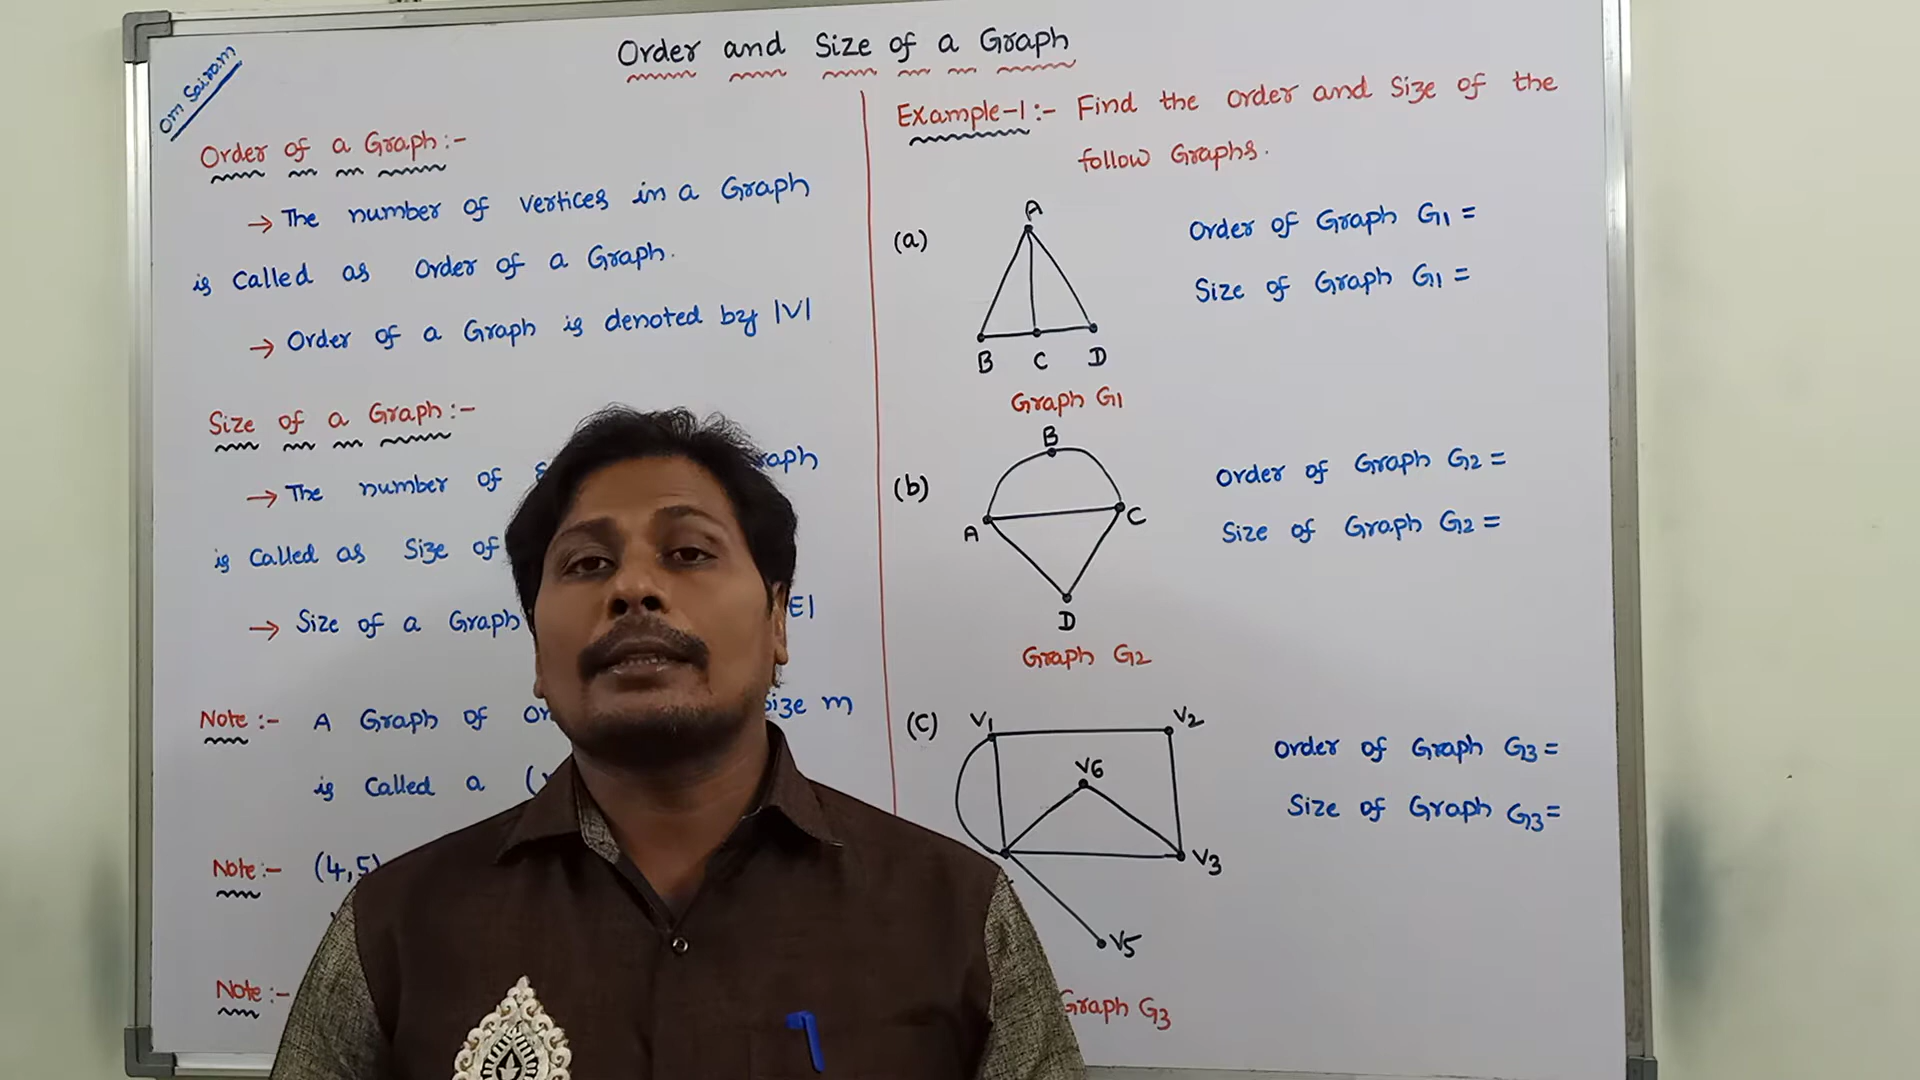 Order and Size of a Graph
Om Sairam
Order of a Graph:-
→ The number of vertices in a Graph
is called as Order of a Graph.
→ Order of a Graph is denoted by |V|
Size of a Graph:-
→ The number of
is called as Size of
→ Size of a Graph E|
Note:- A Graph of Size m
is called a (
Note:- (4,5)
Note:-
Example-1:- Find the order and Size of the
follow Graphs.
(a)
A
B C D
Graph G1
Order of Graph G1 =
Size of Graph G1 =
(b)
B
A C
D
Graph G2
Order of Graph G2 =
Size of Graph G2 =
(c)
V1 V2
V6
V3
V5
Graph G3
Order of Graph G3=
Size of Graph G3=